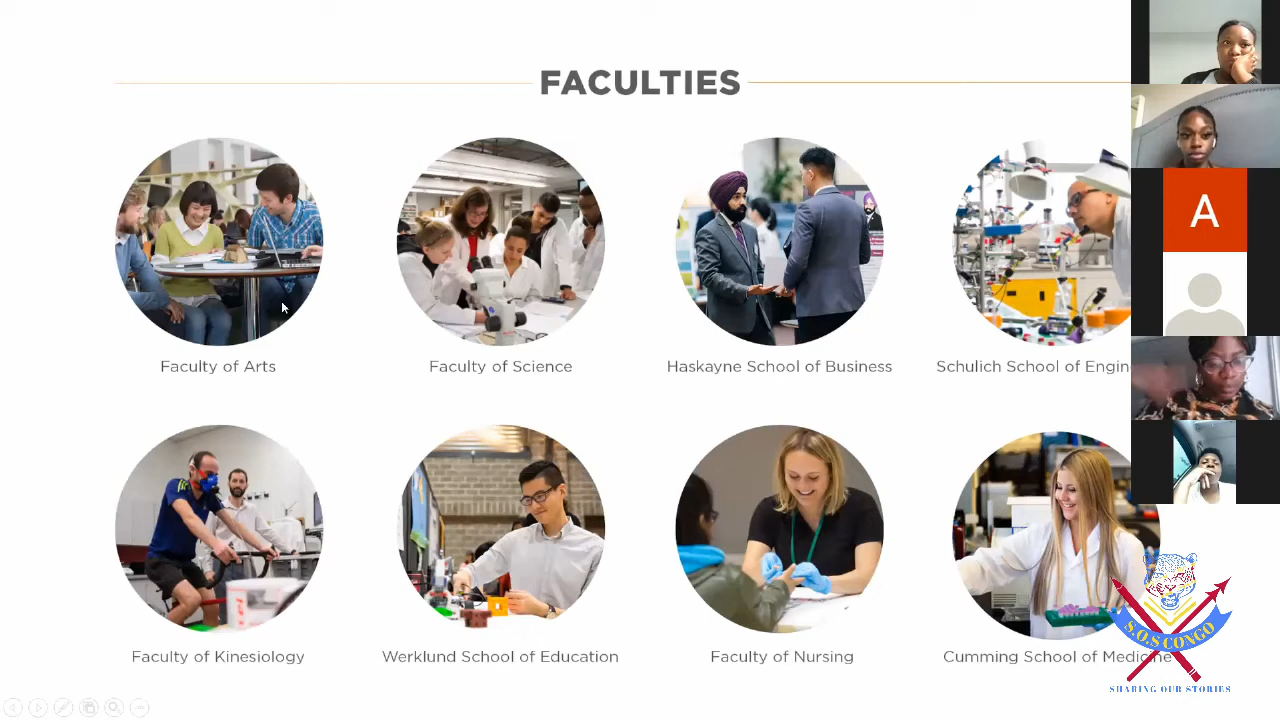 FACULTIES
Faculty of Arts
Faculty of Science
Haskayne School of Business
Schulich School of Engin
A
Faculty of Kinesiology
Werklund School of Education
Faculty of Nursing
Cumming School of Medicine
S.O.S CONGO
SHARING OUR STORIES